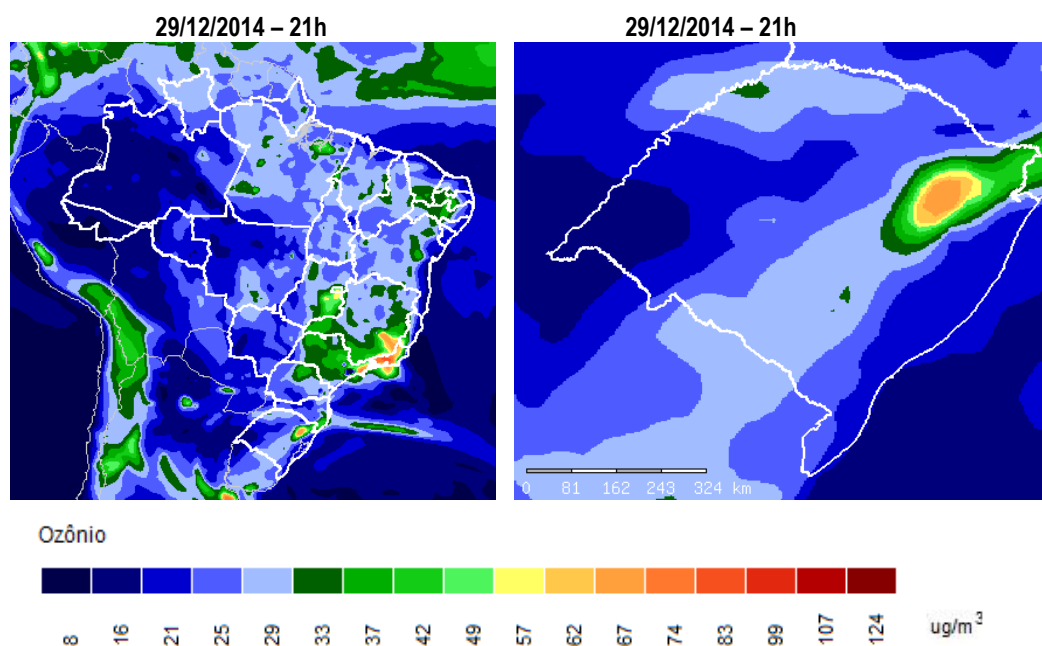 29/12/2014 – 21h
29/12/2014 – 21h
0 81 162 243 324 km
Ozônio
8 16 21 25 29 33 37 42 49 57 62 67 74 83 99 107 124 ug/m³